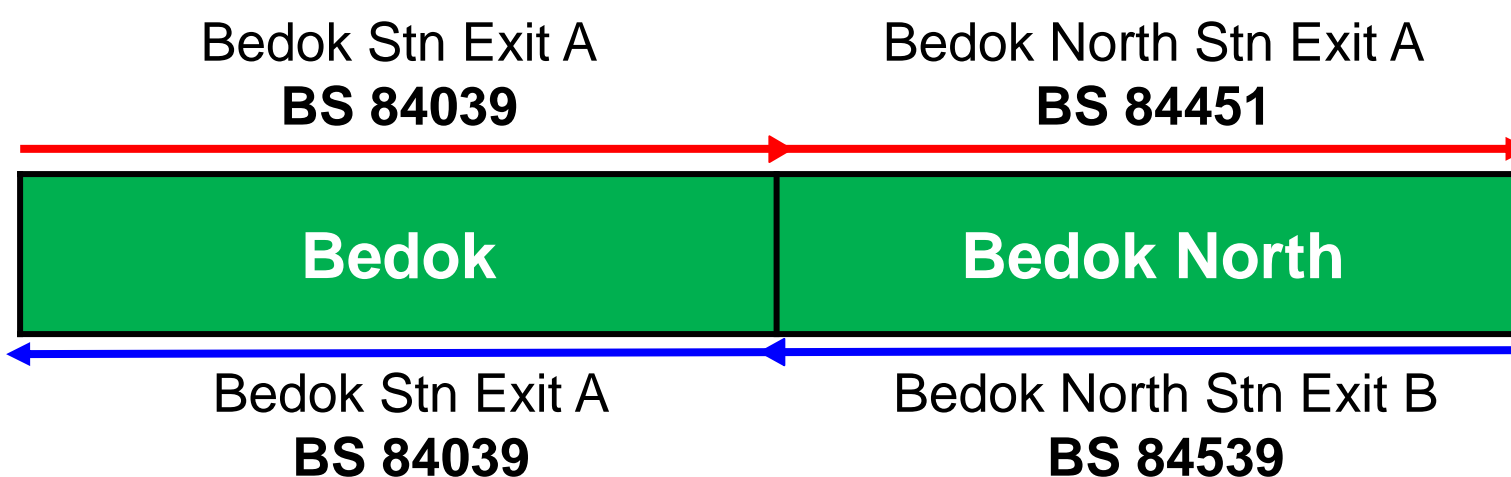 Bedok Stn Exit A
BS 84039
Bedok North Stn Exit A
BS 84451
Bedok
Bedok North
Bedok Stn Exit A
BS 84039
Bedok North Stn Exit B
BS 84539